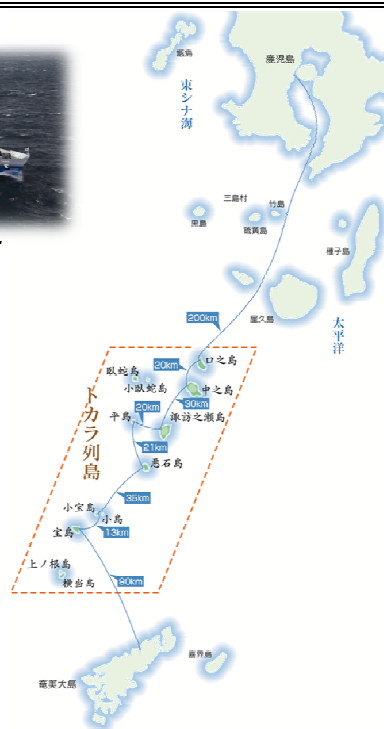 甑島
鹿児島
東シナ海
三島村
竹島
黒島
硫黄島
種子島
屋久島
太平洋
200km
口之島
20km
臥蛇島
小臥蛇島
中之島
30km
トカラ列島
平島
20km
諏訪之瀬島
21km
悪石島
35km
小宝島
小島
宝島
13km
上ノ根島
横当島
90km
喜界島
奄美大島